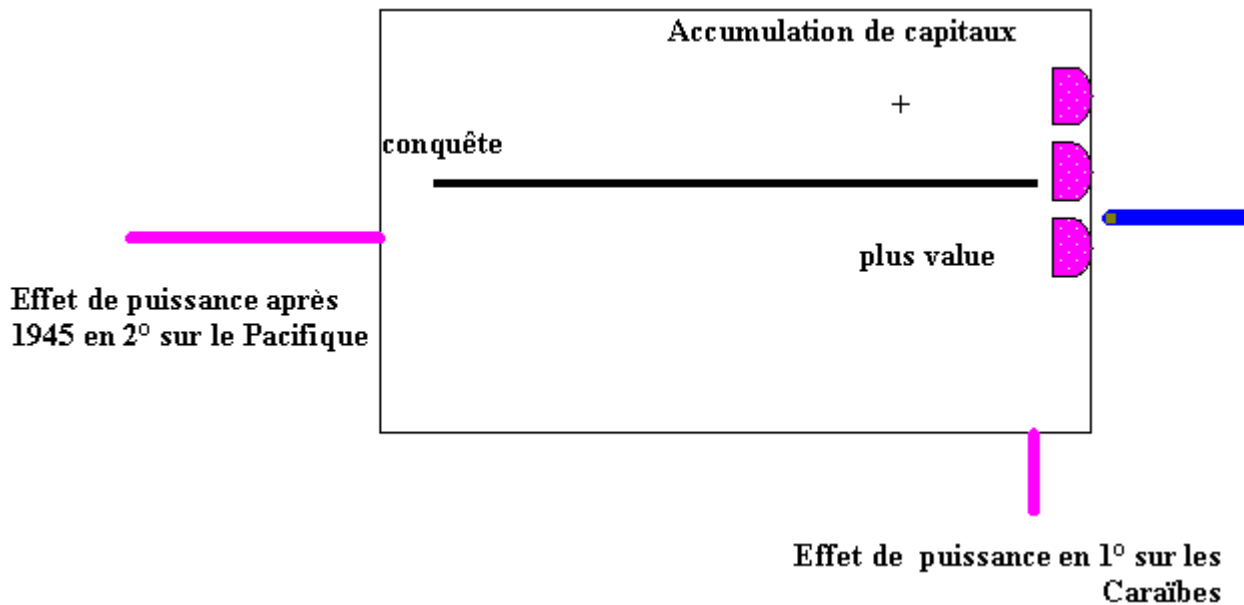 Accumulation de capitaux
+
conquête
plus value
Effet de puissance après
1945 en 2° sur le Pacifique
Effet de puissance en 1° sur les
Caraïbes